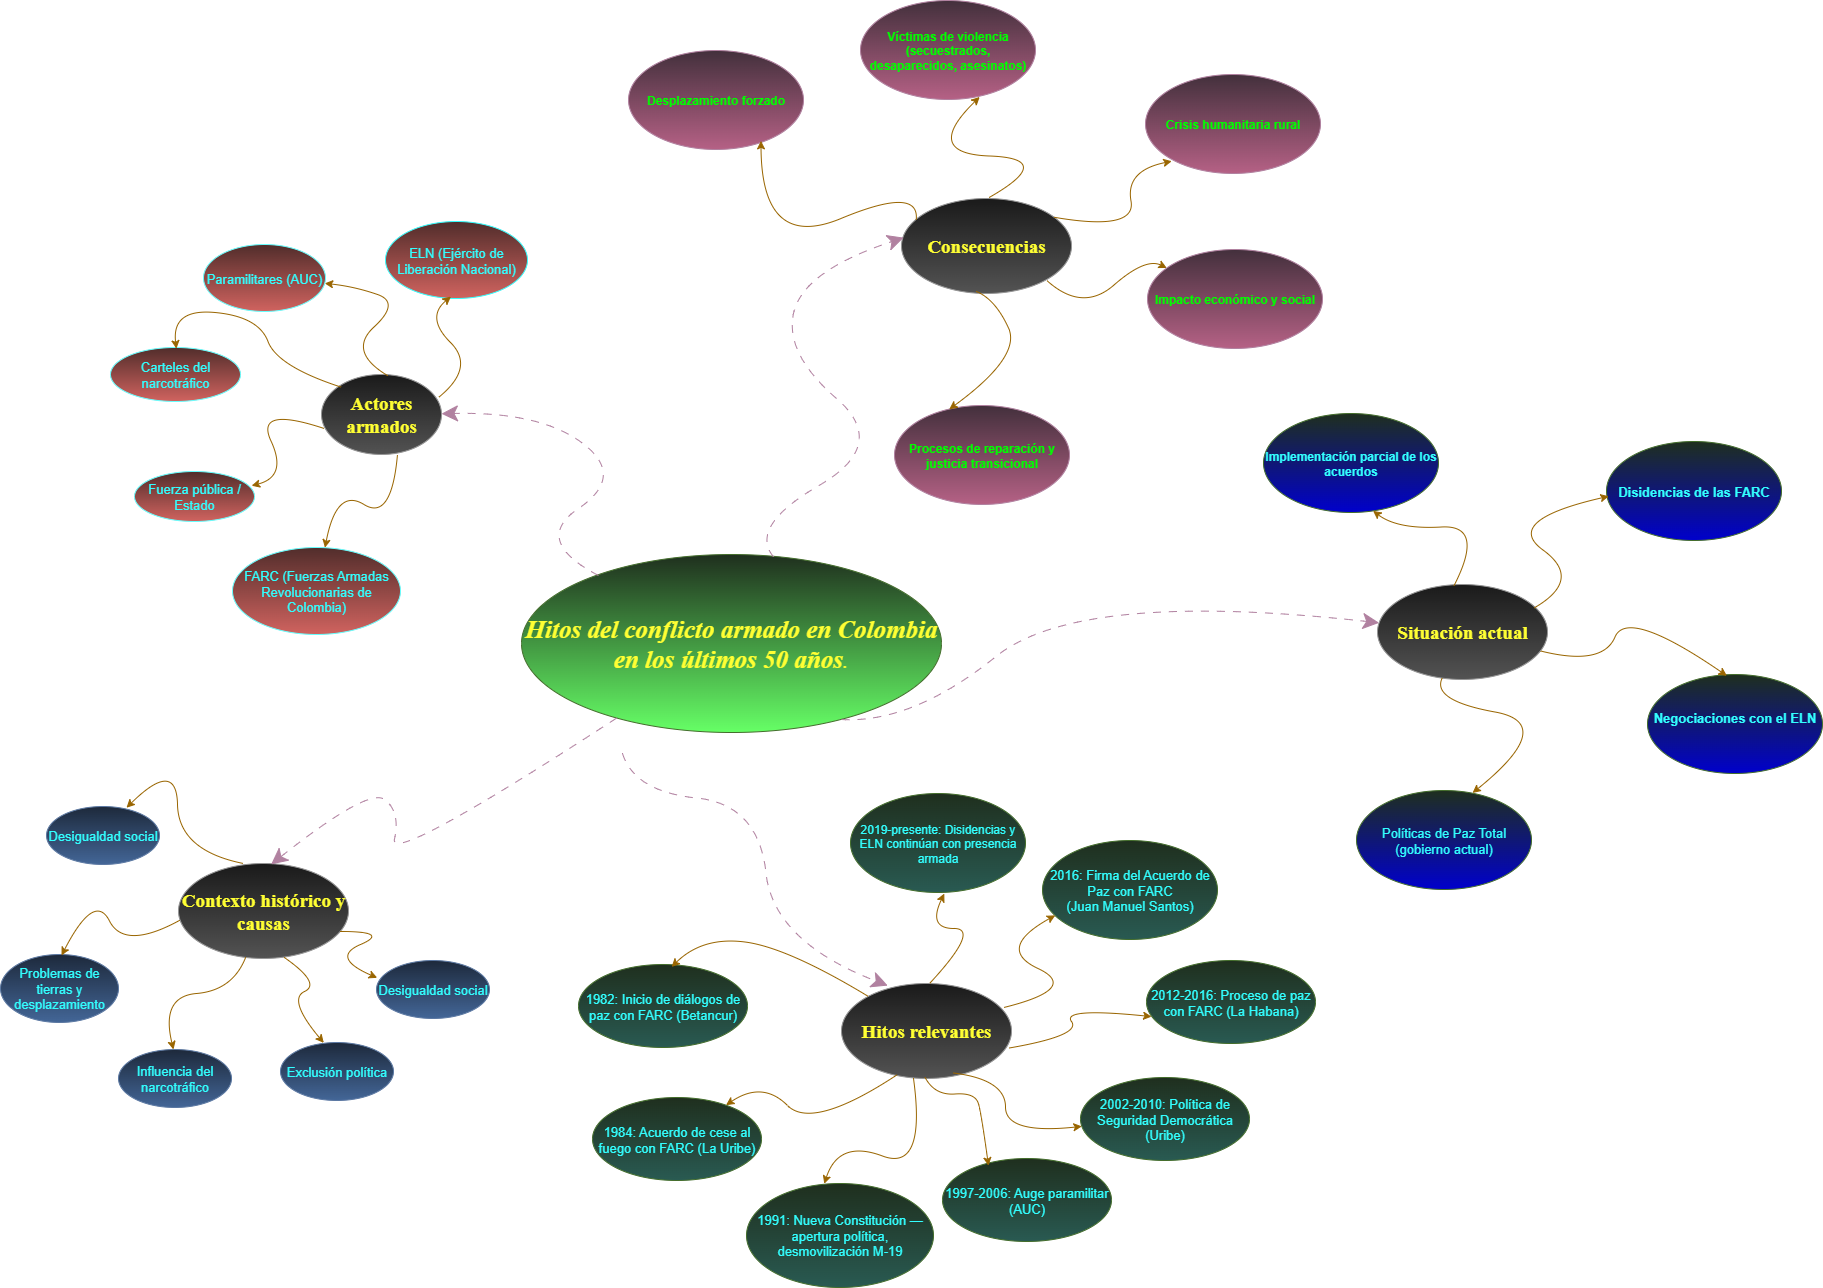 Víctimas de violencia
(secuestrados,
desaparecidos, asesinatos)
Desplazamiento forzado
Crisis humanitaria rural
Consecuencias
Impacto económico y social
Procesos de reparación y
justicia transicional
ELN (Ejército de
Liberación Nacional)
Paramilitares (AUC)
Carteles del
narcotráfico
Actores
armados
Fuerza pública /
Estado
FARC (Fuerzas Armadas
Revolucionarias de
Colombia)
Implementación parcial de los
acuerdos
Disidencias de las FARC
Situación actual
Negociaciones con el ELN
Políticas de Paz Total
(gobierno actual)
Hitos del conflicto armado en Colombia
en los últimos 50 años.
Desigualdad social
Contexto histórico y
causas
Problemas de
tierras y
desplazamiento
Influencia del
narcotráfico
Exclusión política
Desigualdad social
2019-presente: Disidencias y
ELN continúan con presencia
armada
2016: Firma del Acuerdo de
Paz con FARC
(Juan Manuel Santos)
1982: Inicio de diálogos de
paz con FARC (Betancur)
Hitos relevantes
2012-2016: Proceso de paz
con FARC (La Habana)
1984: Acuerdo de cese al
fuego con FARC (La Uribe)
2002-2010: Política de
Seguridad Democrática
(Uribe)
1997-2006: Auge paramilitar
(AUC)
1991: Nueva Constitución —
apertura política,
desmovilización M-19